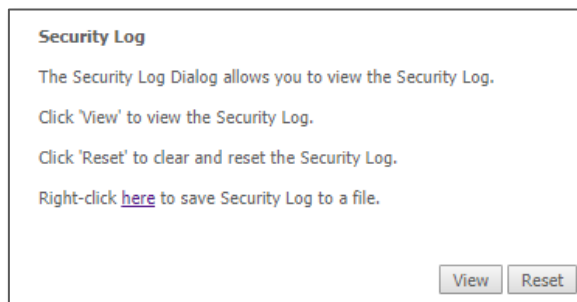 Security Log
The Security Log Dialog allows you to view the Security Log.
Click 'View' to view the Security Log.
Click 'Reset' to clear and reset the Security Log.
Right-click here to save Security Log to a file.
View Reset